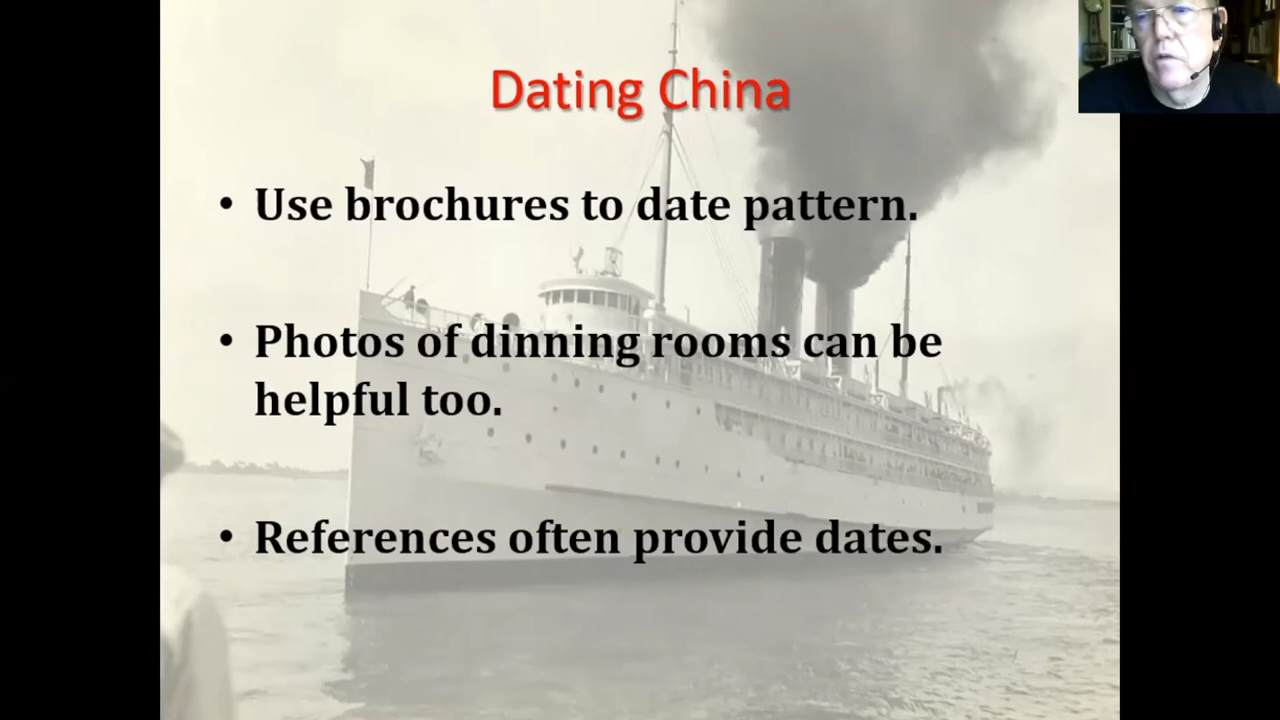 Dating China
• Use brochures to date pattern.
• Photos of dinning rooms can be
helpful too.
• References often provide dates.